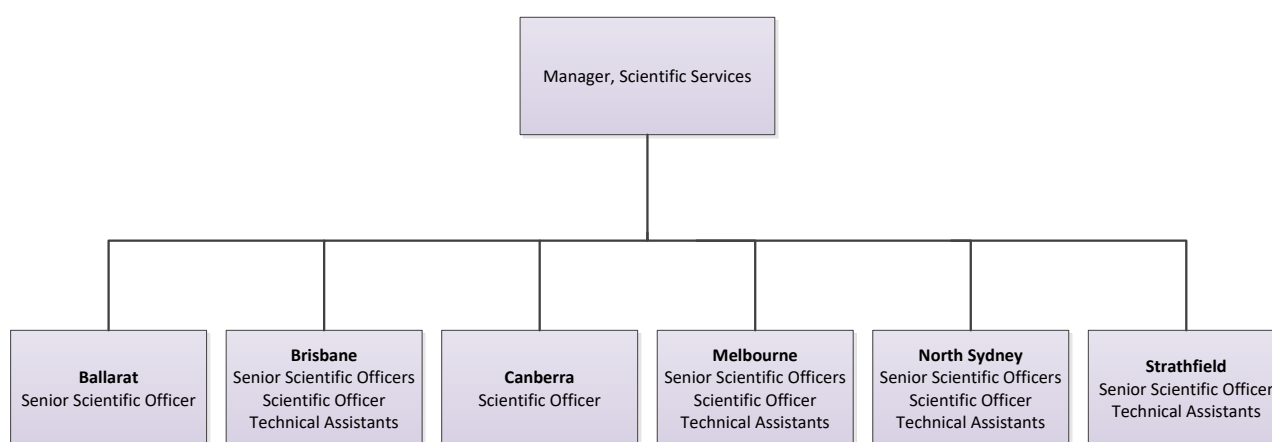 Manager, Scientific Services
Ballarat
Senior Scientific Officer
Brisbane
Senior Scientific Officers
Scientific Officer
Technical Assistants
Canberra
Scientific Officer
Melbourne
Senior Scientific Officers
Scientific Officer
Technical Assistants
North Sydney
Senior Scientific Officers
Scientific Officer
Technical Assistants
Strathfield
Senior Scientific Officer
Technical Assistants